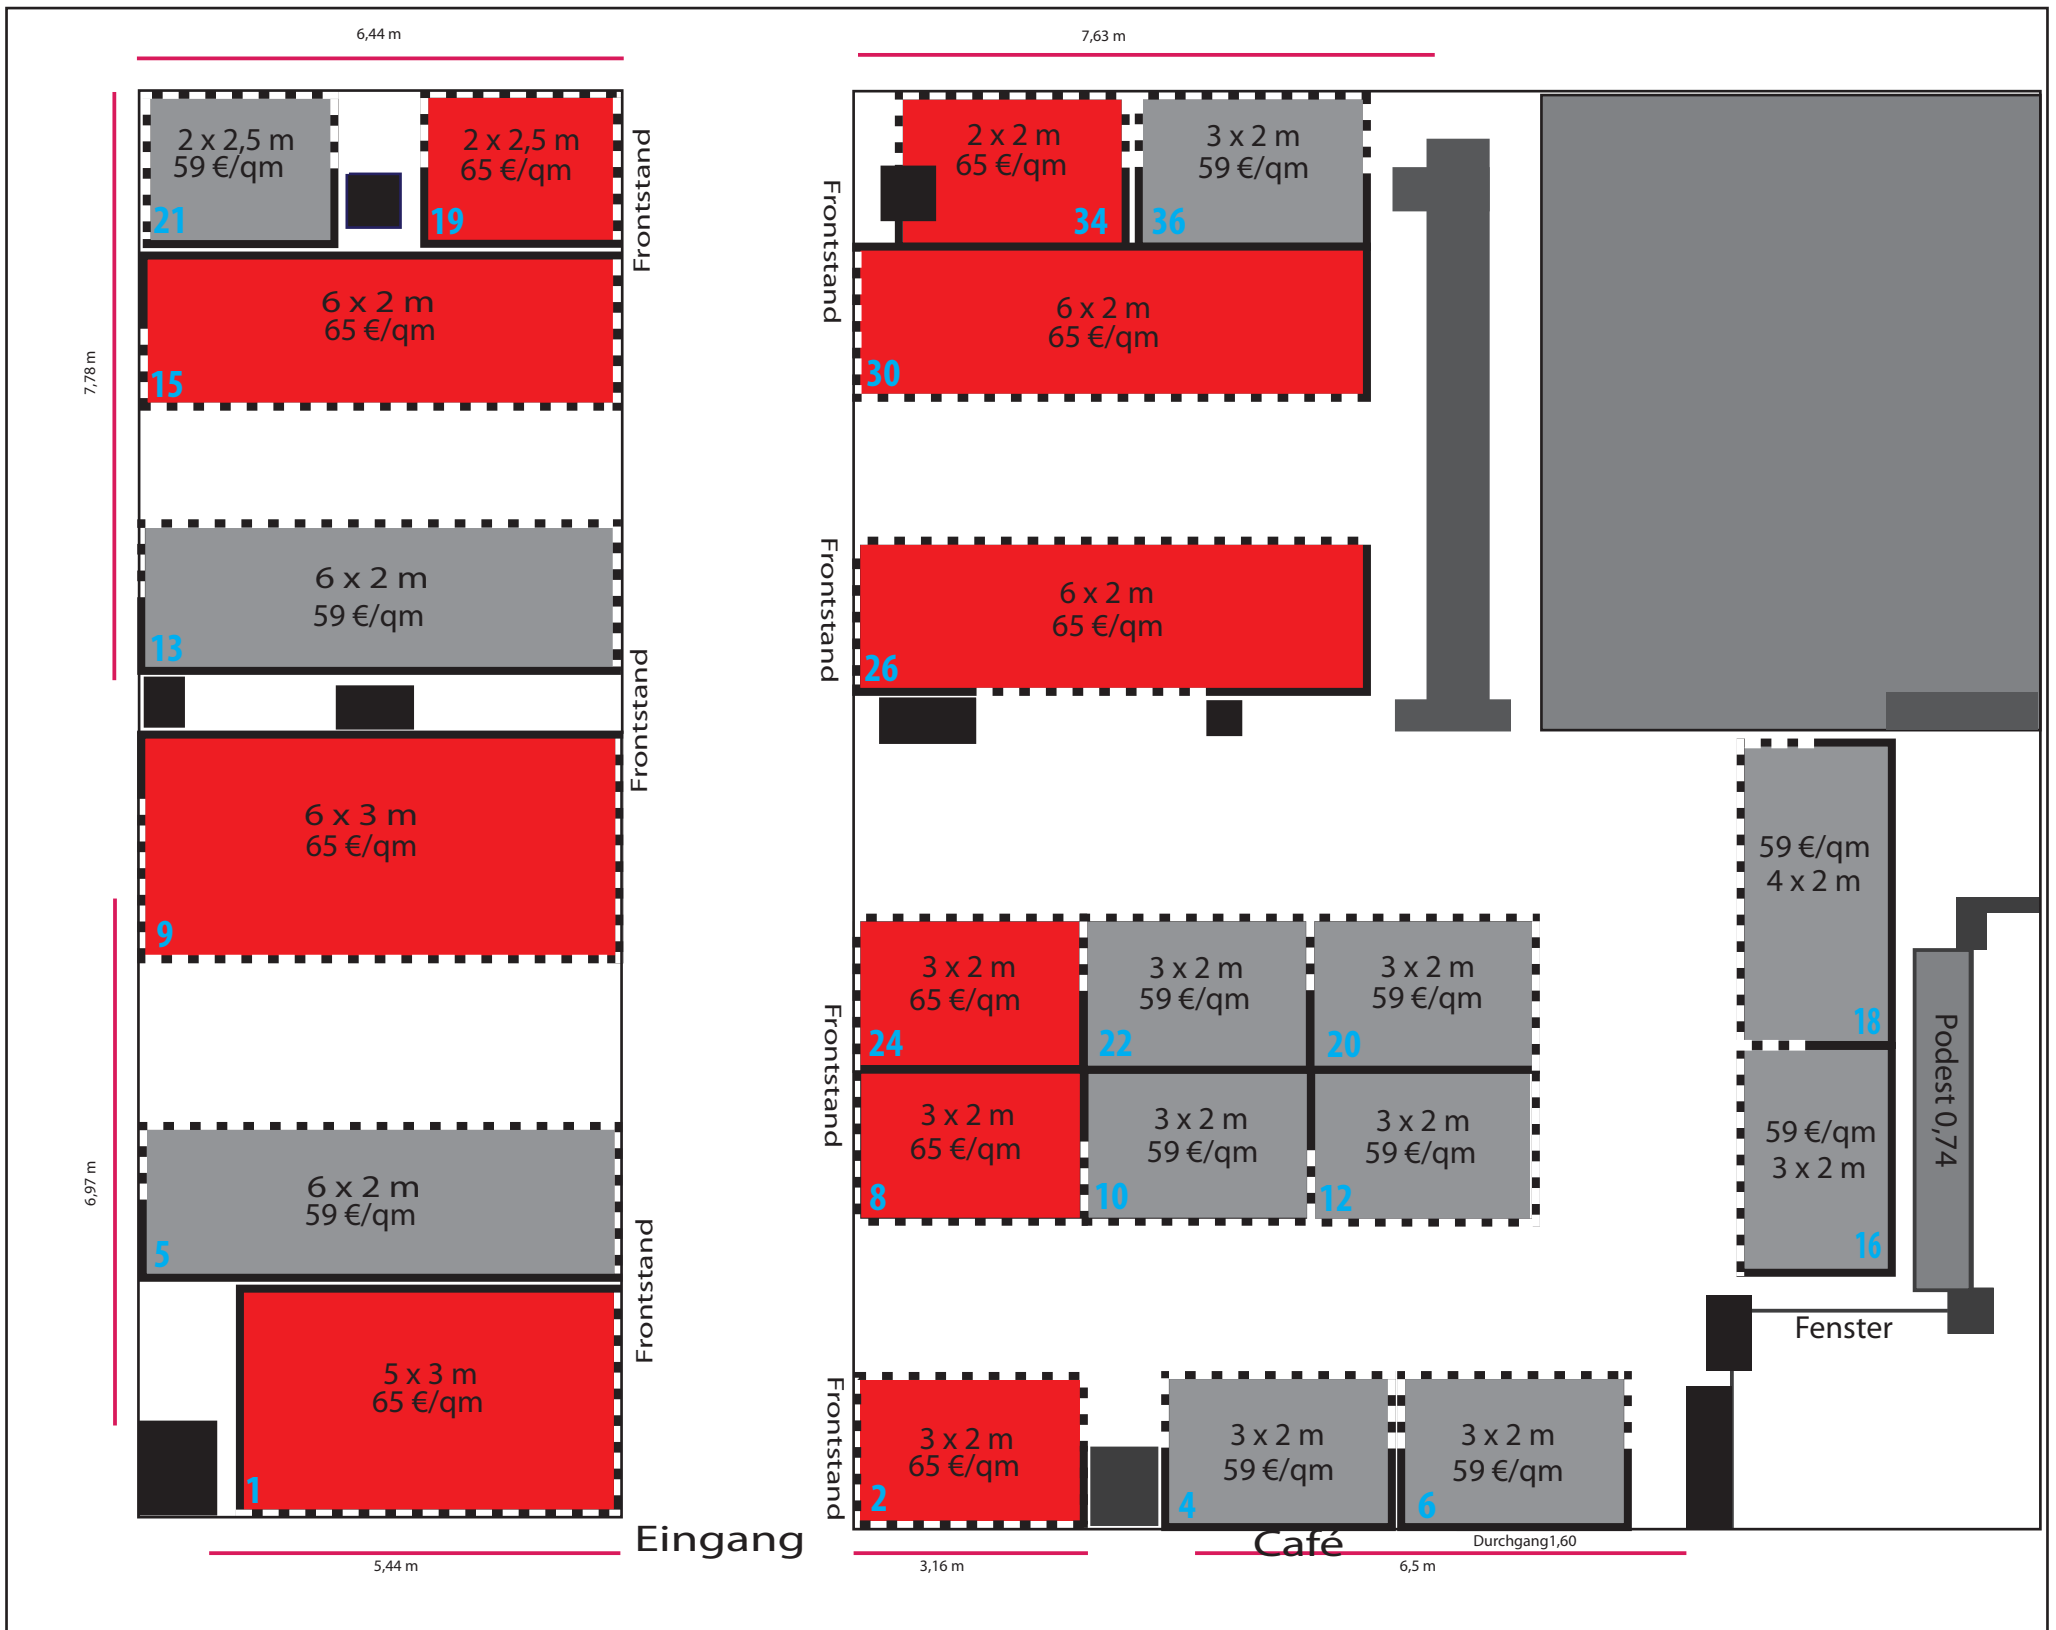 6,44 m
7,63 m
2 x 2,5 m
59 €/qm
21
2 x 2,5 m
65 €/qm
19
Frontstand
2 x 2 m
65 €/qm
34
3 x 2 m
59 €/qm
36
Frontstand
6 x 2 m
65 €/qm
15
6 x 2 m
65 €/qm
30
7,78 m
6 x 2 m
59 €/qm
13
Frontstand
6 x 2 m
65 €/qm
26
Frontstand
6 x 3 m
65 €/qm
9
59 €/qm
4 x 2 m
18
3 x 2 m
65 €/qm
24
3 x 2 m
59 €/qm
22
3 x 2 m
59 €/qm
20
Frontstand
3 x 2 m
65 €/qm
8
3 x 2 m
59 €/qm
10
3 x 2 m
59 €/qm
12
59 €/qm
3 x 2 m
16
Podest 0,74
6,97 m
6 x 2 m
59 €/qm
5
Frontstand
Fenster
5 x 3 m
65 €/qm
1
Frontstand
3 x 2 m
65 €/qm
2
3 x 2 m
59 €/qm
4
3 x 2 m
59 €/qm
6
Eingang
Café
Durchgang1,60
5,44 m
3,16 m
6,5 m